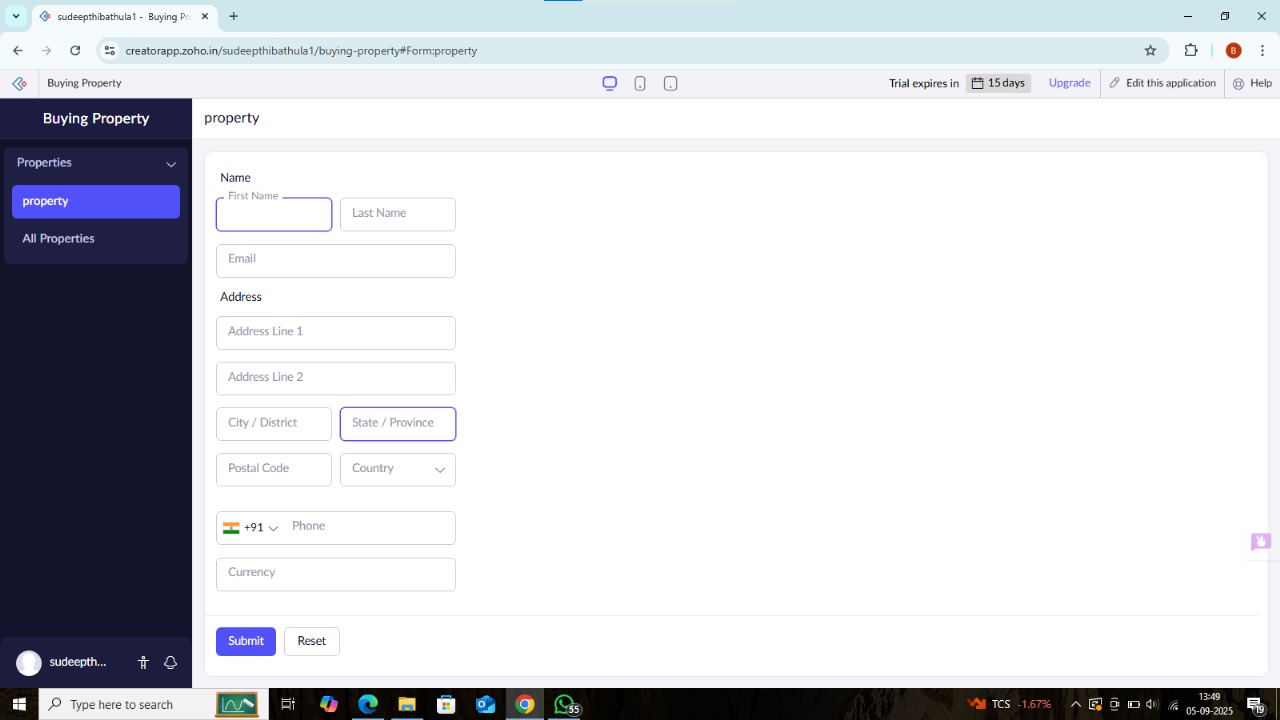 sudeepthibathula1 - Buying Pr
creatorapp.zoho.in/sudeepthibathula1/buying-property#Form:property
B
Buying Property
Trial expires in 15 days Upgrade Edit this application Help
Buying Property
property
Properties
property
All Properties
Name
First Name
Last Name
Email
Address
Address Line 1
Address Line 2
City / District
State / Province
Postal Code
Country
+91 Phone
Currency
Submit Reset
sudeepth...
Type here to search
55
TCS -1.67%
13:49
05-09-2025
19